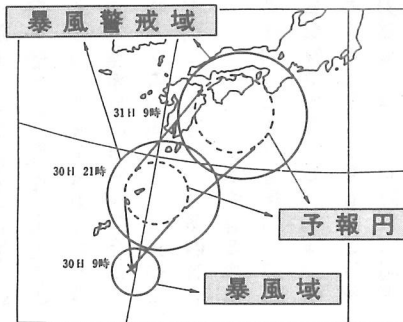 暴風警戒域
31日 9時
30日 21時
予報円
30日 9時
暴風域